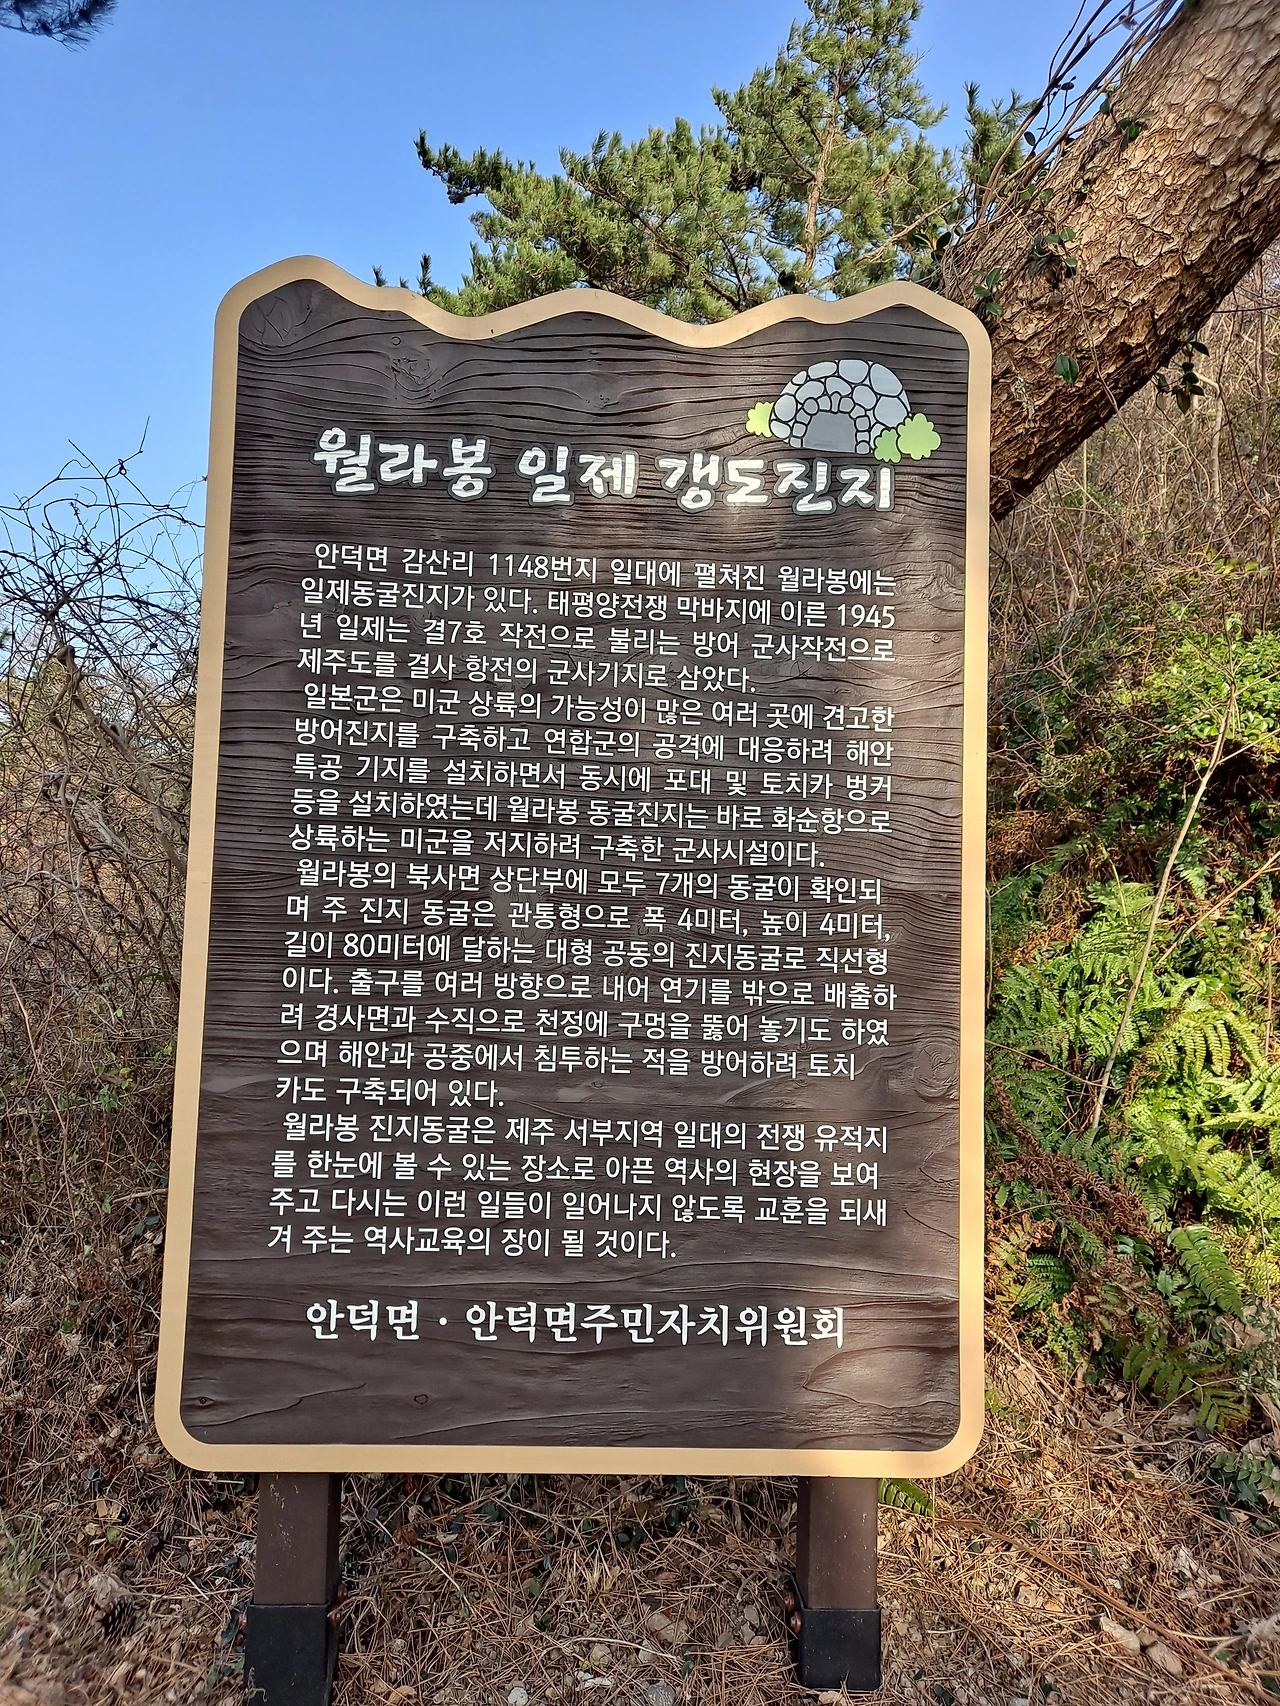 월라봉 일제 갱도진지
안덕면 감산리 1148번지 일대에 펼쳐진 월라봉에는
일제동굴진지가 있다. 태평양전쟁 막바지에 이른 1945
년 일제는 결7호 작전으로 불리는 방어 군사작전으로
제주도를 결사 항전의 군사기지로 삼았다.
일본군은 미군 상륙의 가능성이 많은 여러 곳에 견고한
방어진지를 구축하고 연합군의 공격에 대응하려 해안
특공 기지를 설치하면서 동시에 포대 및 토치카 벙커
등을 설치하였는데 월라봉 동굴진지는 바로 화순항으로
상륙하는 미군을 저지하려 구축한 군사시설이다.
월라봉의 북사면 상단부에 모두 7개의 동굴이 확인되
며 주 진지 동굴은 관통형으로 폭 4미터, 높이 4미터,
길이 80미터에 달하는 대형 공동의 진지동굴로 직선형
이다. 출구를 여러 방향으로 내어 연기를 밖으로 배출하
려 경사면과 수직으로 천정에 구멍을 뚫어 놓기도 하였
으며 해안과 공중에서 침투하는 적을 방어하려 토치
카도 구축되어 있다.
월라봉 진지동굴은 제주 서부지역 일대의 전쟁 유적지
를 한눈에 볼 수 있는 장소로 아픈 역사의 현장을 보여
주고 다시는 이런 일들이 일어나지 않도록 교훈을 되새
겨 주는 역사교육의 장이 될 것이다.
안덕면 · 안덕면주민자치위원회